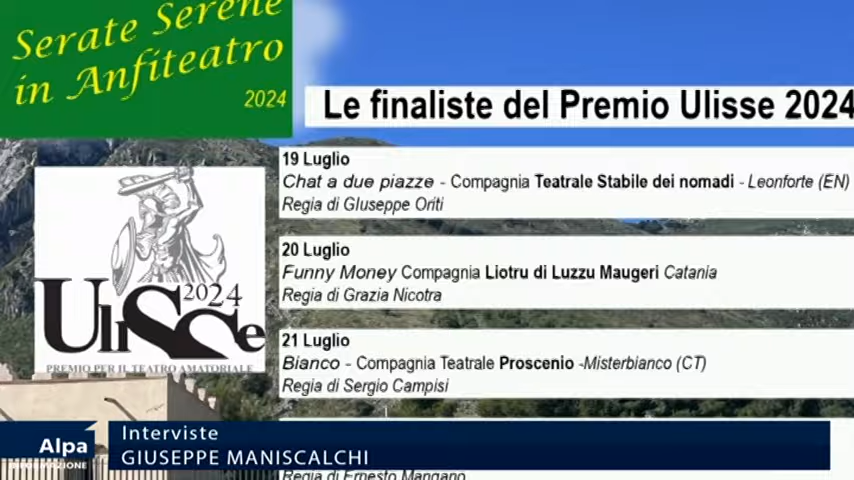 Serate Serene
in Anfiteatro
2024
Le finaliste del Premio Ulisse 2024
19 Luglio
Chat a due piazze - Compagnia Teatrale Stabile dei nomadi - Leonforte (EN)
Regia di GIuseppe Oriti
20 Luglio
Funny Money Compagnia Liotru di Luzzu Maugeri Catania
Regia di Grazia Nicotra
21 Luglio
Bianco - Compagnia Teatrale Proscenio -Misterbianco (CT)
Regia di Sergio Campisi
Regia di Ernesto Mangano
2024
UliSSe
PREMIO PER IL TEATRO AMATORIALE
Alpa
INFORMAZIONE
Interviste
GIUSEPPE MANISCALCHI